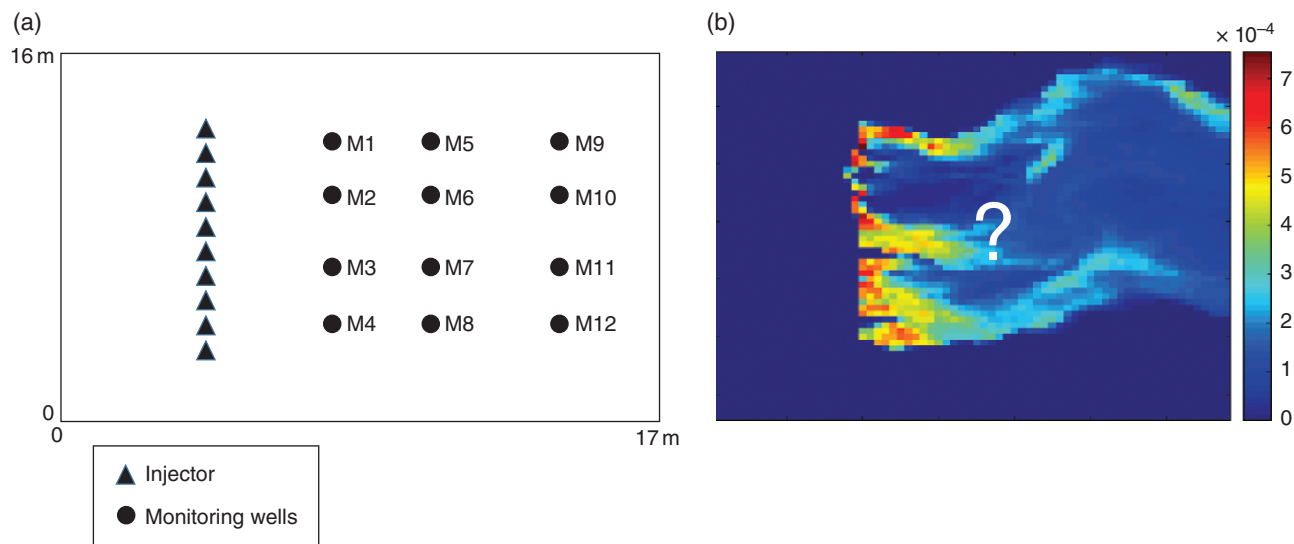 (a)
16 m
M1 M5 M9
M2 M6 M10
M3 M7 M11
M4 M8 M12
0
0 17 m
Injector
Monitoring wells
(b)
× 10⁻⁴
7
6
5
4
3
2
1
0
?